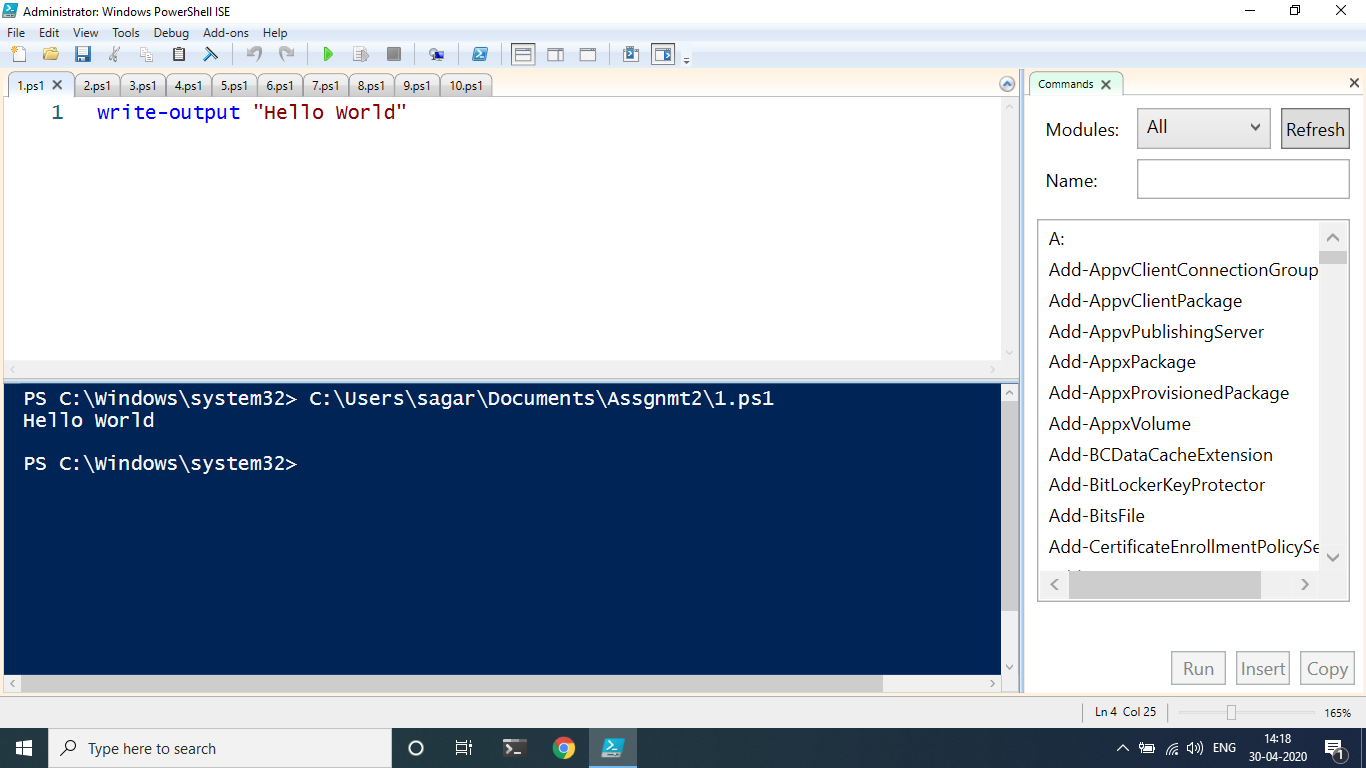 Administrator: Windows PowerShell ISE
File Edit View Tools Debug Add-ons Help
1.ps1 2.ps1 3.ps1 4.ps1 5.ps1 6.ps1 7.ps1 8.ps1 9.ps1 10.ps1
1 write-output "Hello World"
PS C:\Windows\system32> C:\Users\sagar\Documents\Assgnmt2\1.ps1
Hello World
PS C:\Windows\system32>
Commands
Modules: All Refresh
Name:
A:
Add-AppvClientConnectionGroup
Add-AppvClientPackage
Add-AppvPublishingServer
Add-AppxPackage
Add-AppxProvisionedPackage
Add-AppxVolume
Add-BCDataCacheExtension
Add-BitLockerKeyProtector
Add-BitsFile
Add-CertificateEnrollmentPolicySe
Run Insert Copy
Ln 4 Col 25 165%
Type here to search
ENG
14:18
30-04-2020
1